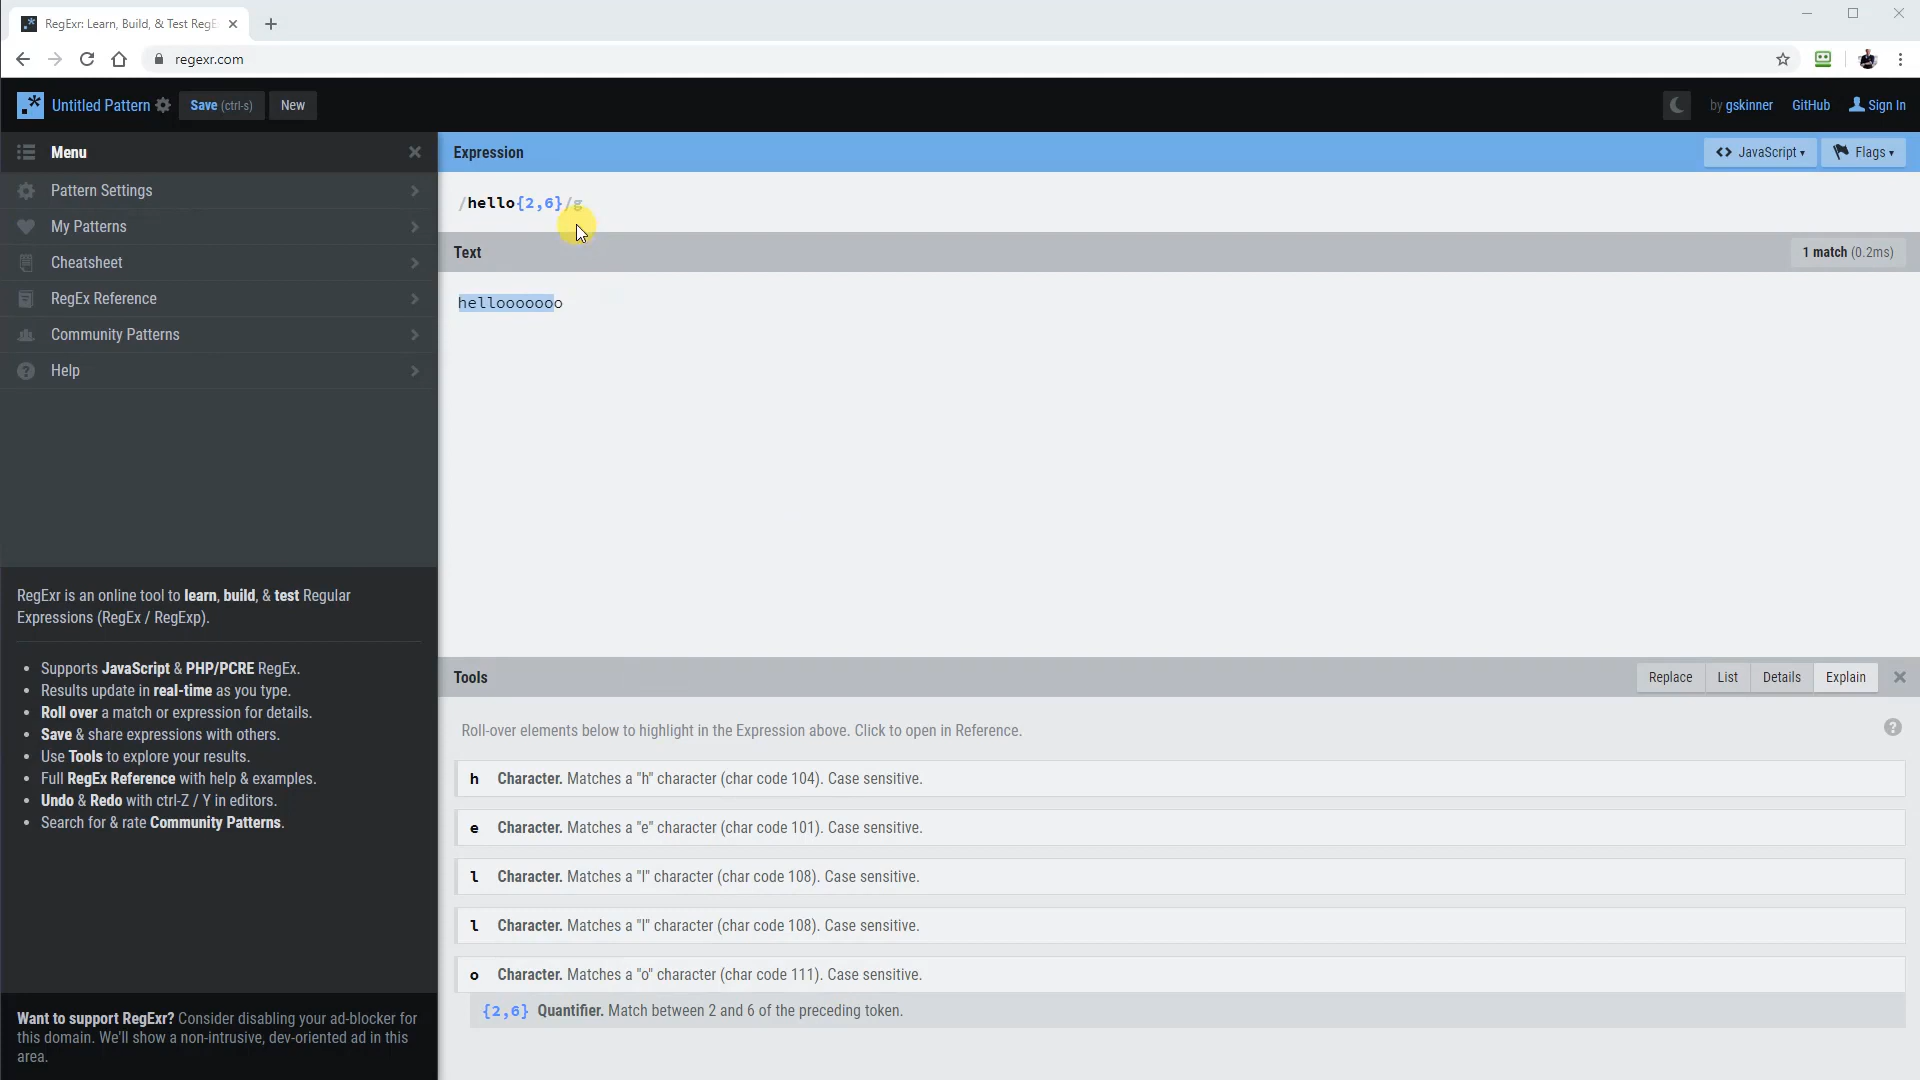 RegExr: Learn, Build, & Test RegE
regexr.com
Untitled Pattern Save (ctrl-s) New
by gskinner GitHub Sign In
Menu
Pattern Settings
My Patterns
Cheatsheet
RegEx Reference
Community Patterns
Help
RegExr is an online tool to learn, build, & test Regular
Expressions (RegEx / RegExp).
Supports JavaScript & PHP/PCRE RegEx.
Results update in real-time as you type.
Roll over a match or expression for details.
Save & share expressions with others.
Use Tools to explore your results.
Full RegEx Reference with help & examples.
Undo & Redo with ctrl-Z / Y in editors.
Search for & rate Community Patterns.
Want to support RegExr? Consider disabling your ad-blocker for
this domain. We'll show a non-intrusive, dev-oriented ad in this
area.
Expression
JavaScript Flags
/hello{2,6}/g
Text
1 match (0.2ms)
hellooooooo
Tools
Replace List Details Explain
Roll-over elements below to highlight in the Expression above. Click to open in Reference.
h Character. Matches a "h" character (char code 104). Case sensitive.
e Character. Matches a "e" character (char code 101). Case sensitive.
l Character. Matches a "l" character (char code 108). Case sensitive.
l Character. Matches a "l" character (char code 108). Case sensitive.
o Character. Matches a "o" character (char code 111). Case sensitive.
{2,6} Quantifier. Match between 2 and 6 of the preceding token.